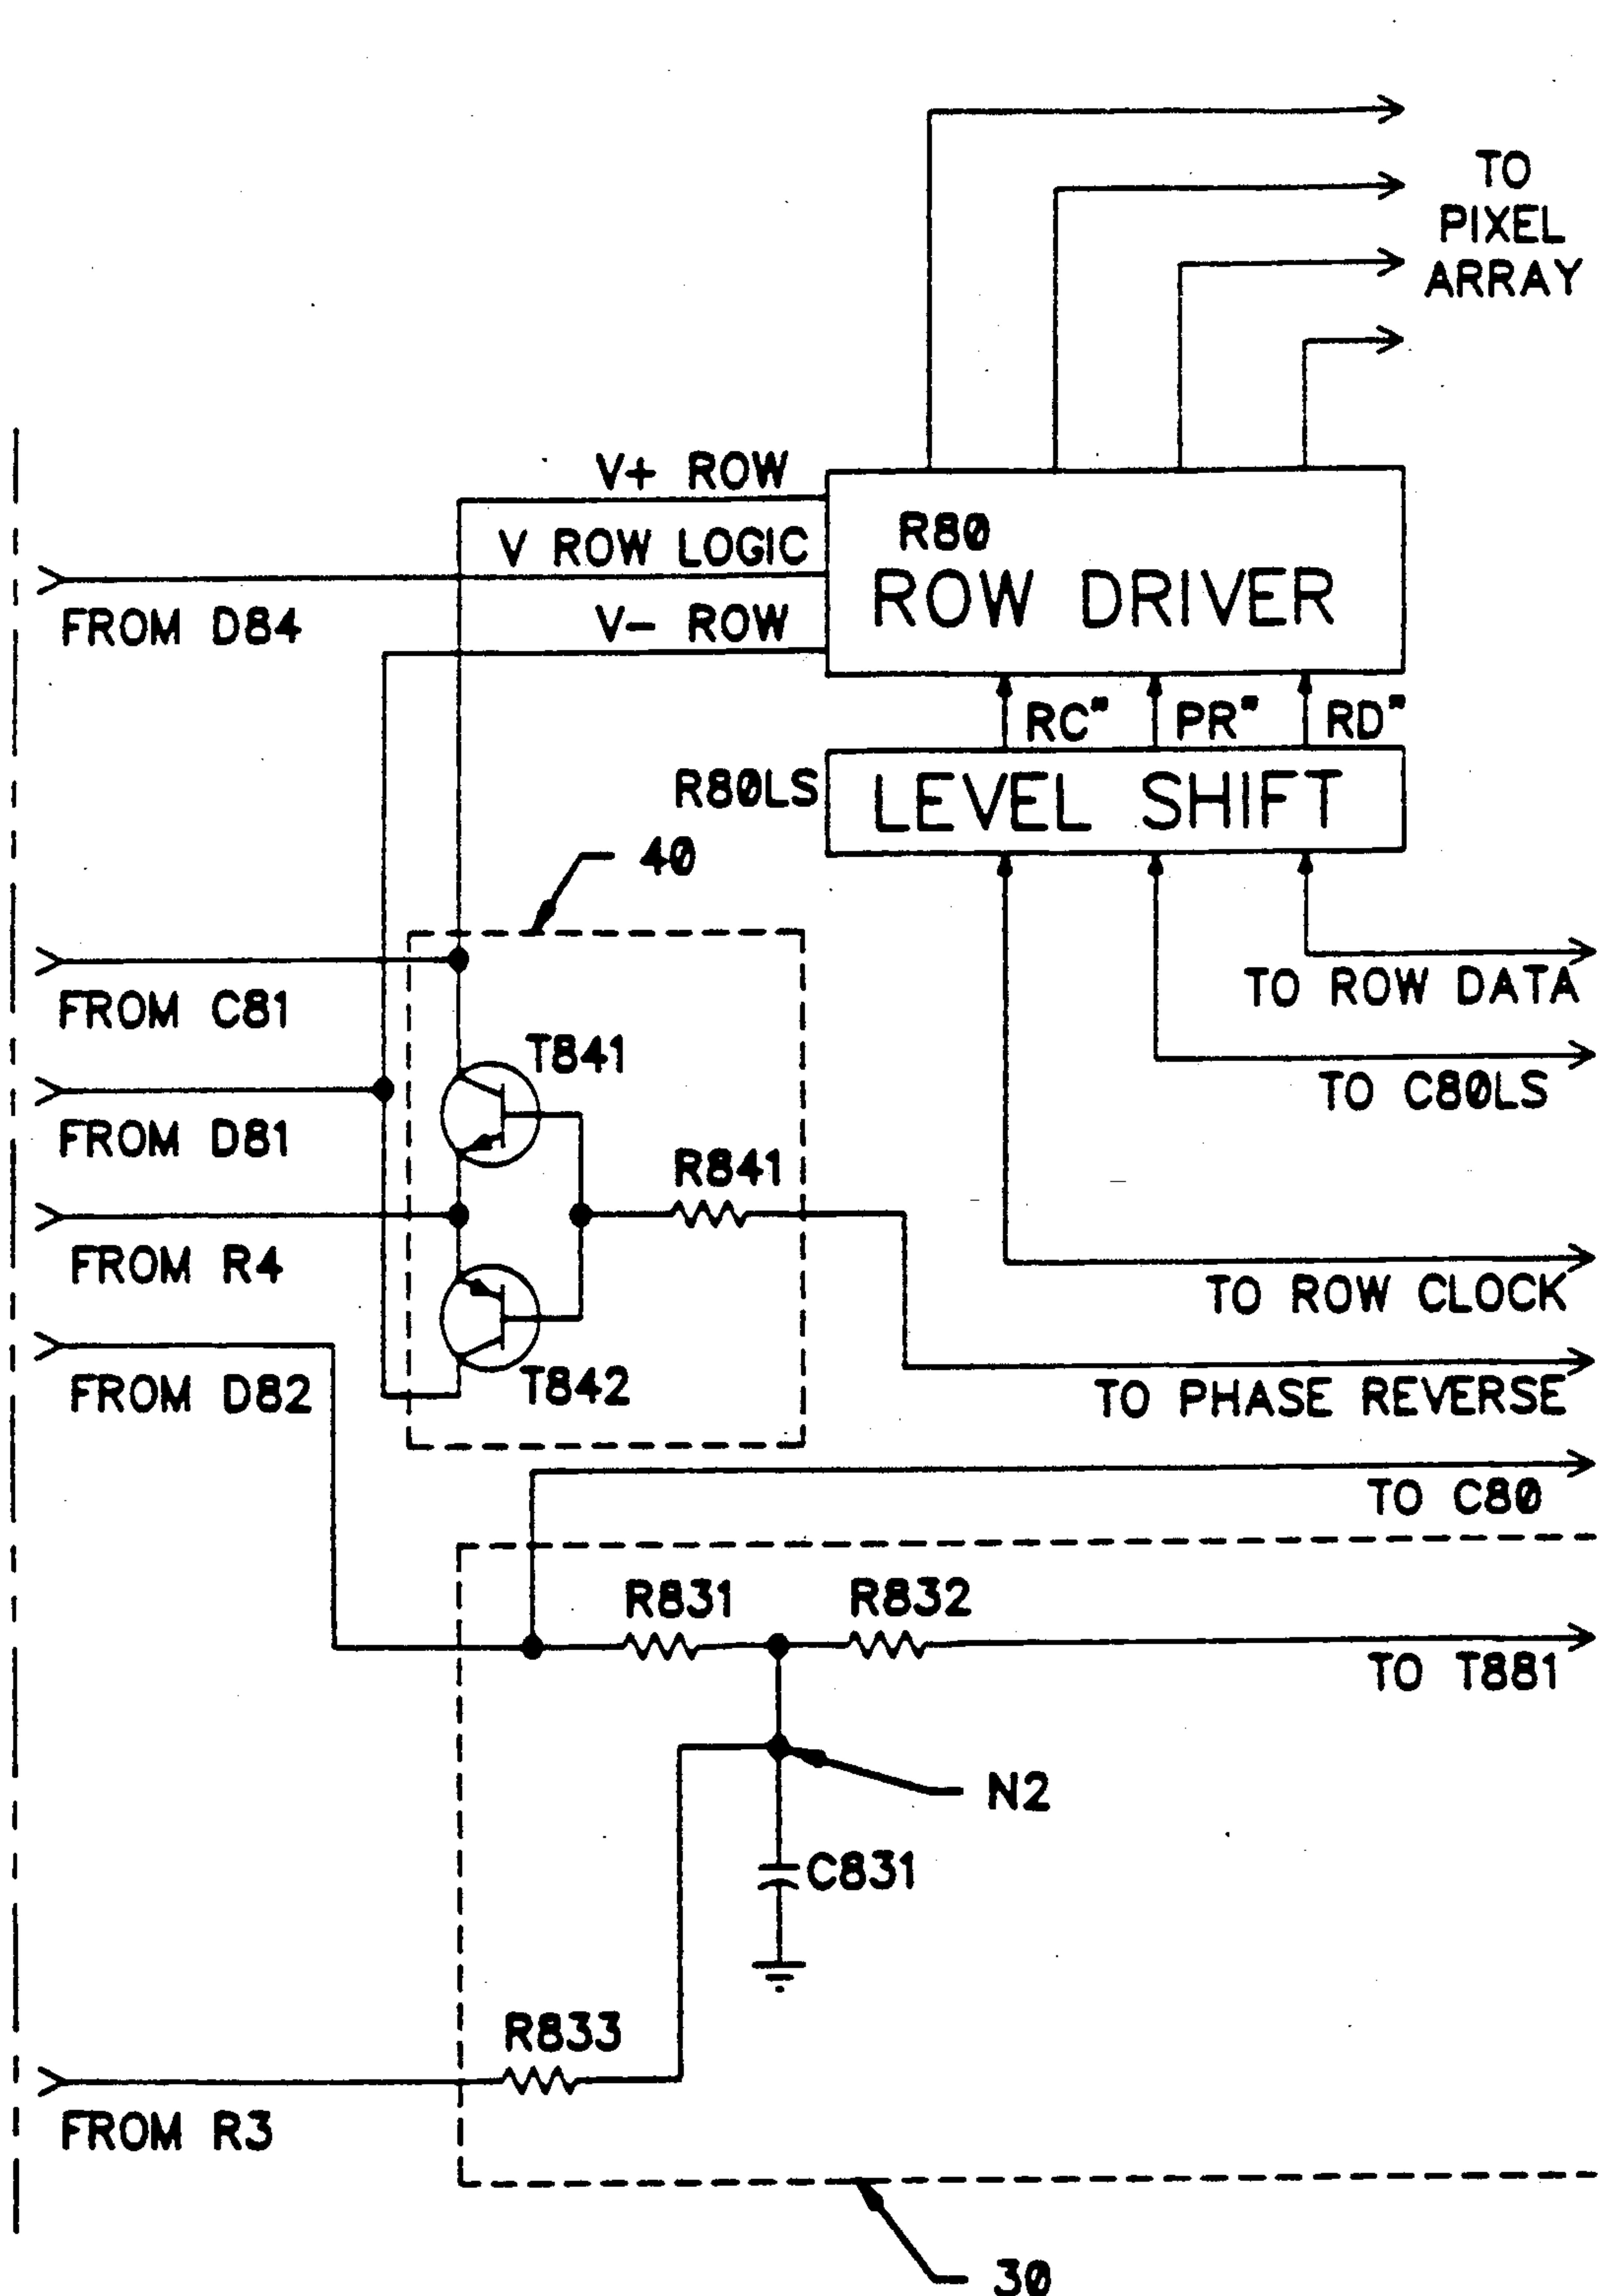 TO
PIXEL
ARRAY
V+ ROW
V ROW LOGIC
V- ROW
FROM D84
R80
ROW DRIVER
RC"
PR"
RD"
R80LS
LEVEL SHIFT
40
FROM C81
TO ROW DATA
T841
TO C80LS
FROM D81
R841
FROM R4
TO ROW CLOCK
FROM D82
T842
TO PHASE REVERSE
TO C80
R831
R832
TO T881
N2
C831
R833
FROM R3
30